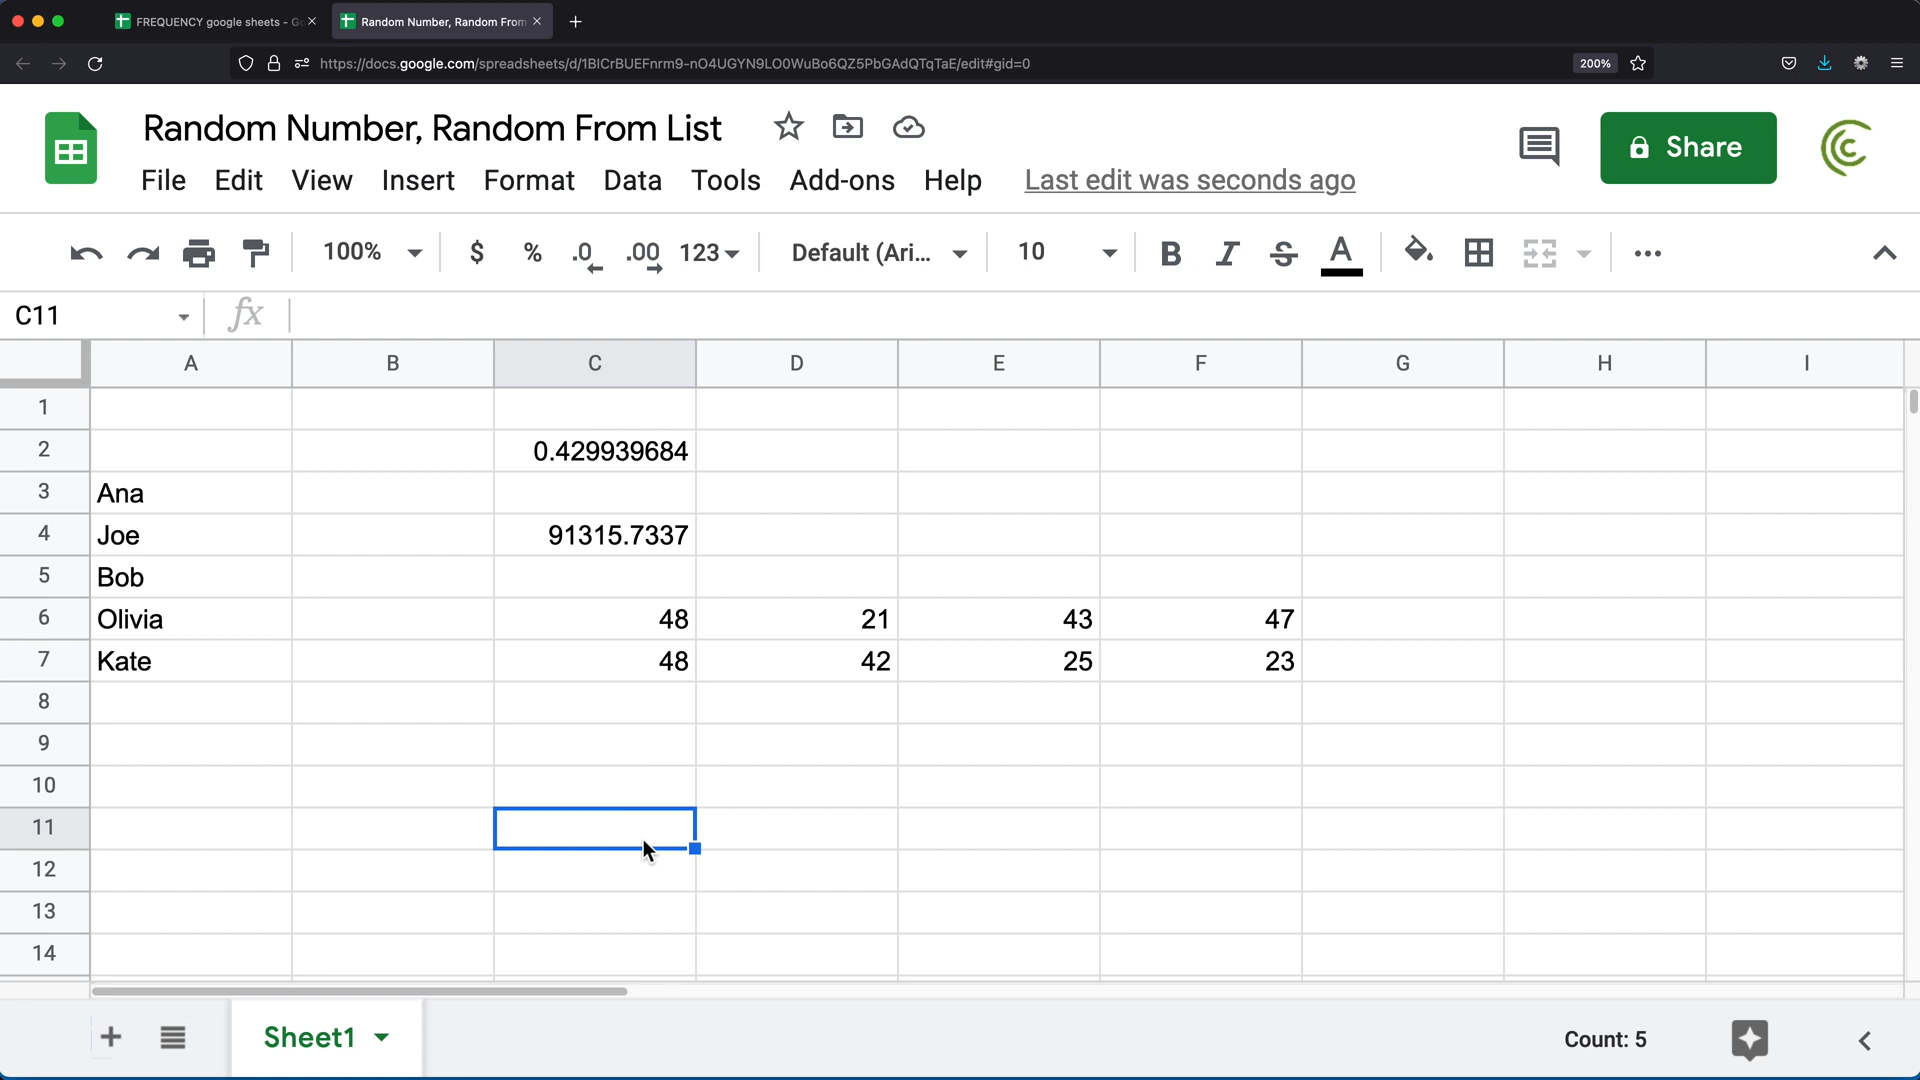 FREQUENCY google sheets - G
Random Number, Random From
https://docs.google.com/spreadsheets/d/1BICrBUEFnrm9-nO4UGYN9LO0WuBo6QZ5PbGAdQTqTaE/edit#gid=0
200%
Random Number, Random From List
Share
File Edit View Insert Format Data Tools Add-ons Help Last edit was seconds ago
100% $ % .0 .00 123 Default (Ari... 10 B I S A
C11 fx
A B C D E F G H I
1
2 0.429939684
3 Ana
4 Joe 91315.7337
5 Bob
6 Olivia 48 21 43 47
7 Kate 48 42 25 23
8
9
10
11
12
13
14
Sheet1 Count: 5